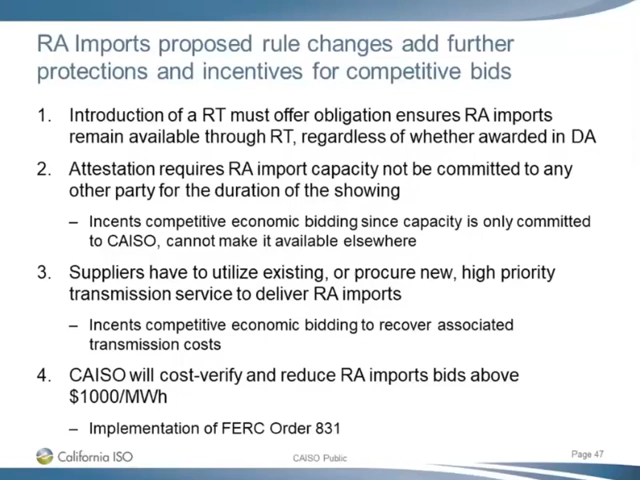 RA Imports proposed rule changes add further
protections and incentives for competitive bids
1. Introduction of a RT must offer obligation ensures RA imports
remain available through RT, regardless of whether awarded in DA
2. Attestation requires RA import capacity not be committed to any
other party for the duration of the showing
– Incents competitive economic bidding since capacity is only committed
to CAISO, cannot make it available elsewhere
3. Suppliers have to utilize existing, or procure new, high priority
transmission service to deliver RA imports
– Incents competitive economic bidding to recover associated
transmission costs
4. CAISO will cost-verify and reduce RA imports bids above
$1000/MWh
– Implementation of FERC Order 831
California ISO
CAISO Public
Page 47